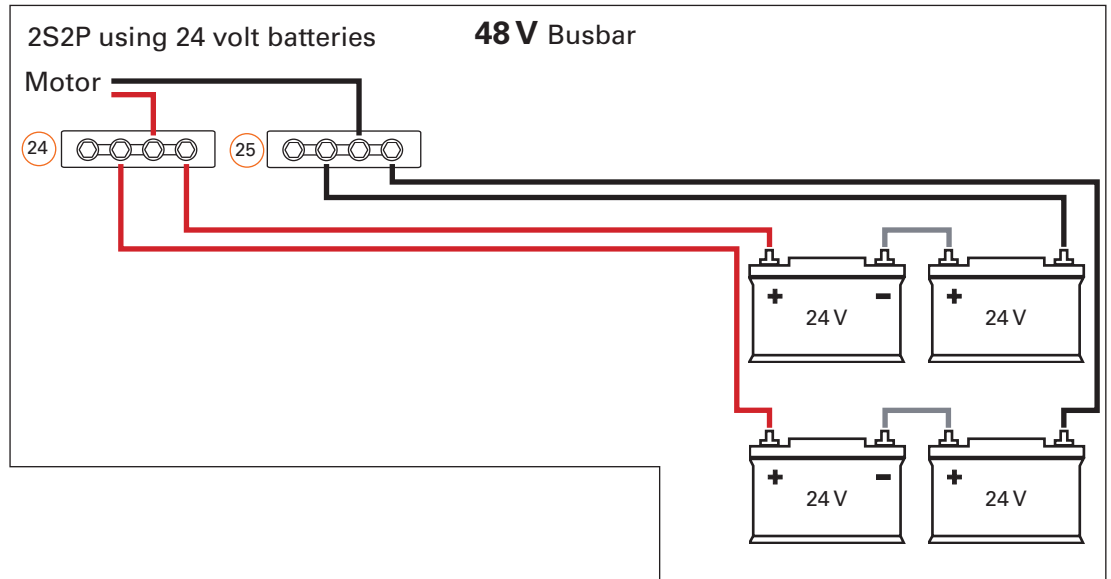 2S2P using 24 volt batteries
48 V Busbar
Motor
24
25
+ - +
24 V 24 V
+ - +
24 V 24 V